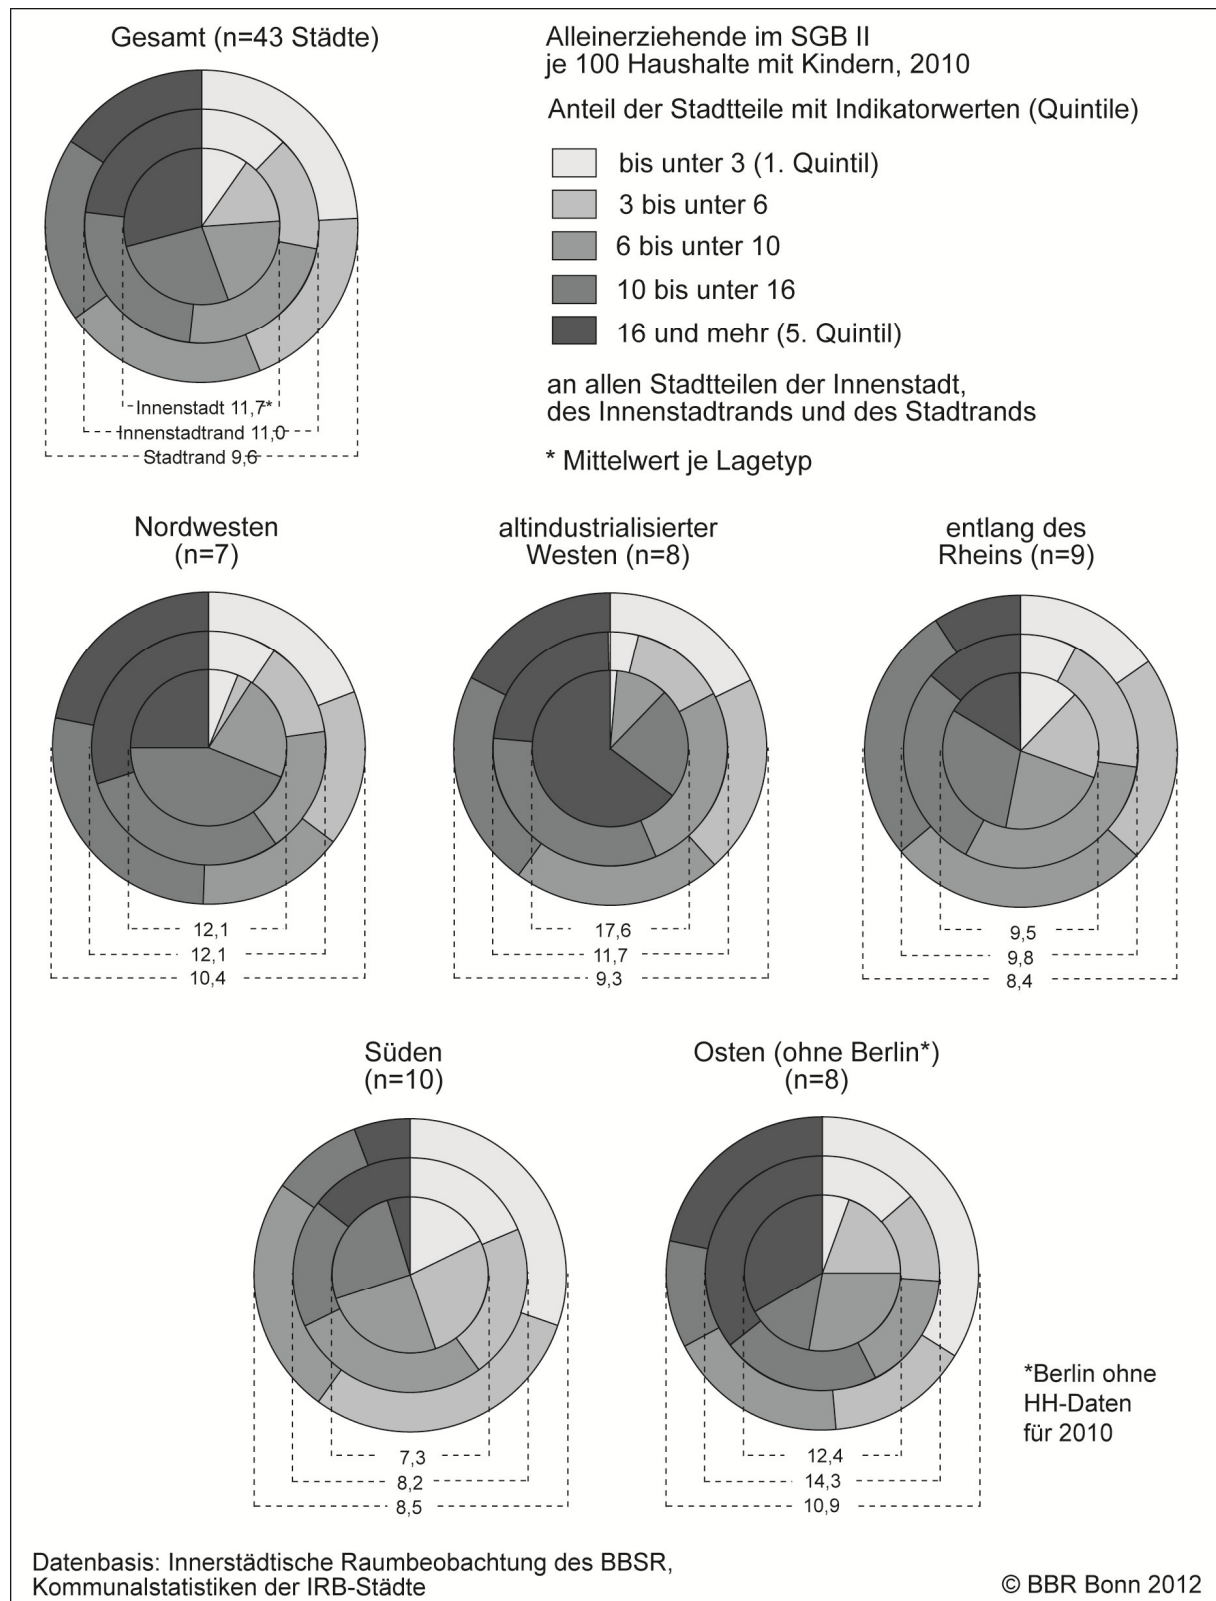 Gesamt (n=43 Städte)
Alleinerziehende im SGB II
je 100 Haushalte mit Kindern, 2010
Anteil der Stadtteile mit Indikatorwerten (Quintile)
bis unter 3 (1. Quintil)
3 bis unter 6
6 bis unter 10
10 bis unter 16
16 und mehr (5. Quintil)
an allen Stadtteilen der Innenstadt,
des Innenstadtrands und des Stadtrands
* Mittelwert je Lagetyp
Innenstadt 11,7*
Innenstadtrand 11,0
Stadtrand 9,6
Nordwesten
(n=7)
12,1
12,1
10,4
altindustrialisierter
Westen (n=8)
17,6
11,7
9,3
entlang des
Rheins (n=9)
9,5
9,8
8,4
Süden
(n=10)
7,3
8,2
8,5
Osten (ohne Berlin*)
(n=8)
12,4
14,3
10,9
*Berlin ohne
HH-Daten
für 2010
Datenbasis: Innerstädtische Raumbeobachtung des BBSR,
Kommunalstatistiken der IRB-Städte
© BBR Bonn 2012